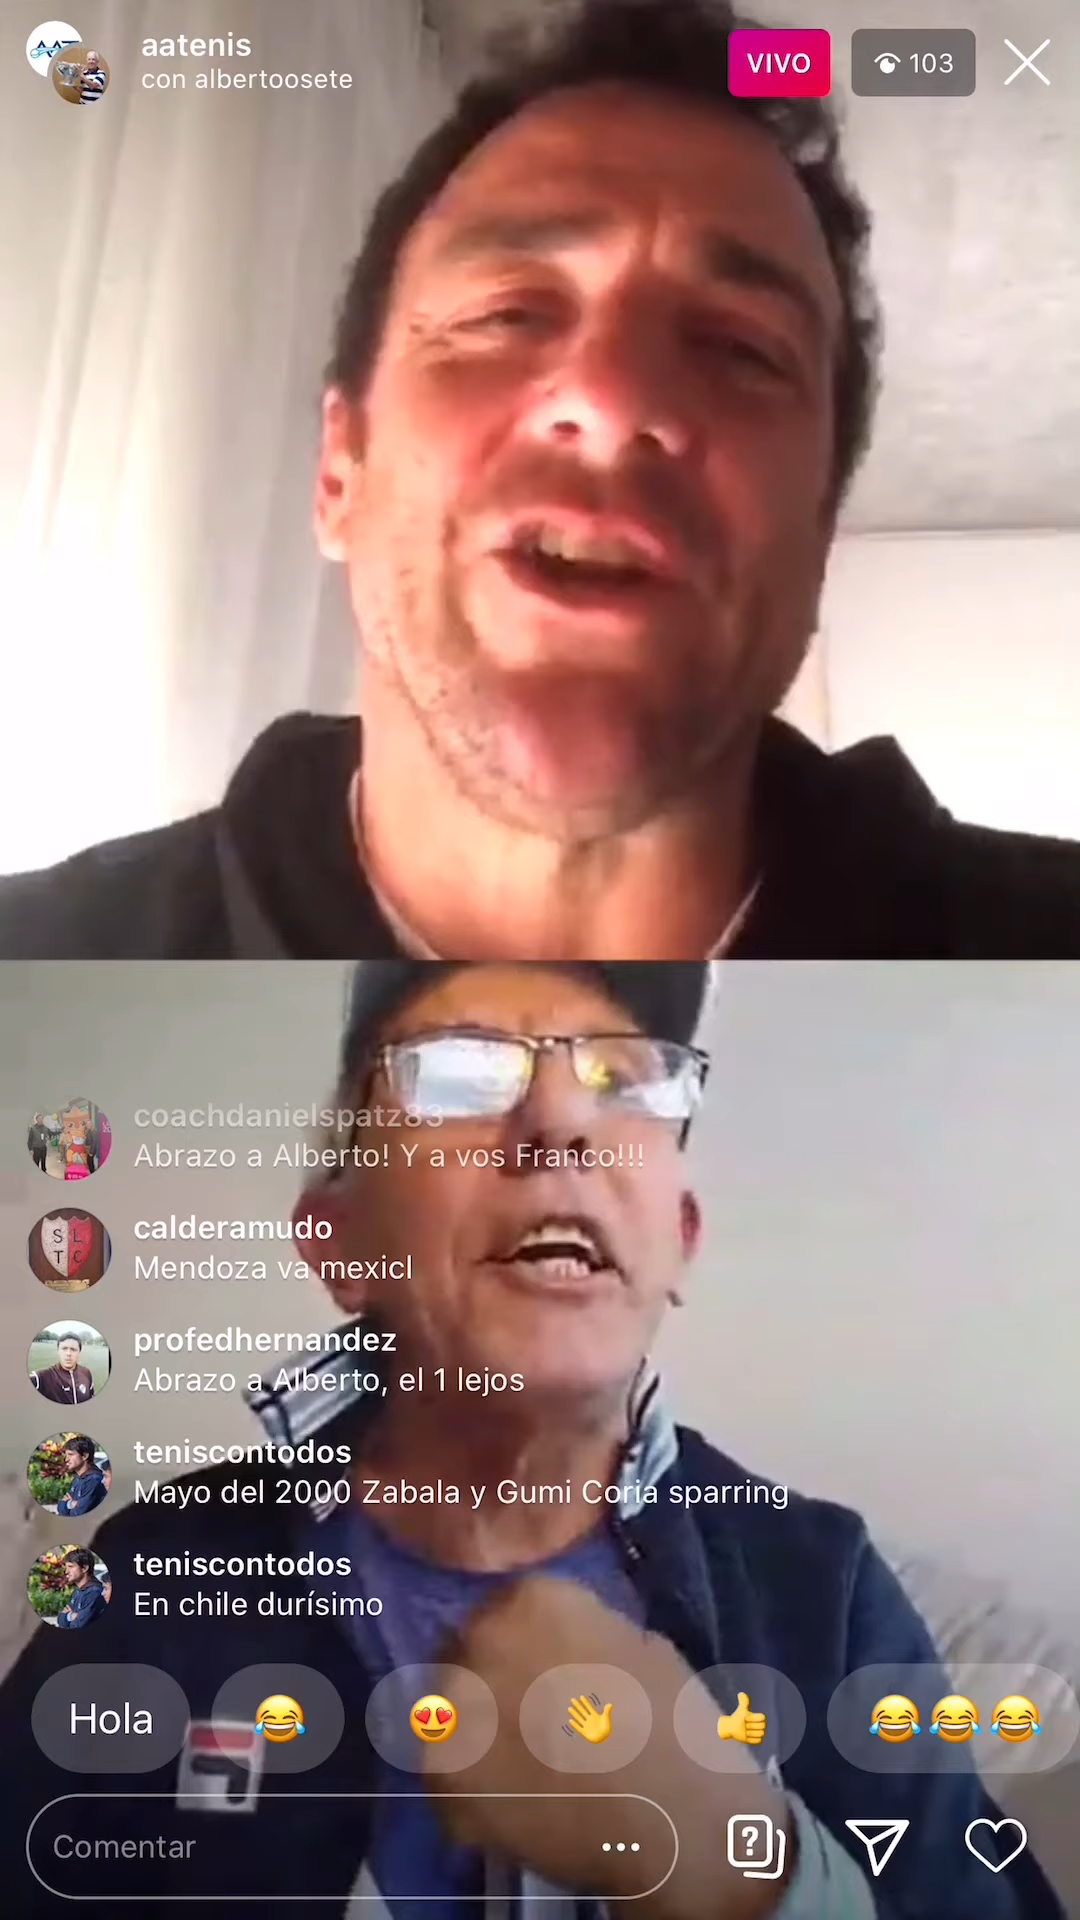 aatenis
con albertoosete
VIVO
103
coachdanielspatz83
Abrazo a Alberto! Y a vos Franco!!!
calderamudo
Mendoza va mexicl
profedhernandez
Abrazo a Alberto, el 1 lejos
teniscontodos
Mayo del 2000 Zabala y Gumi Coria sparring
teniscontodos
En chile durísimo
Hola
Comentar